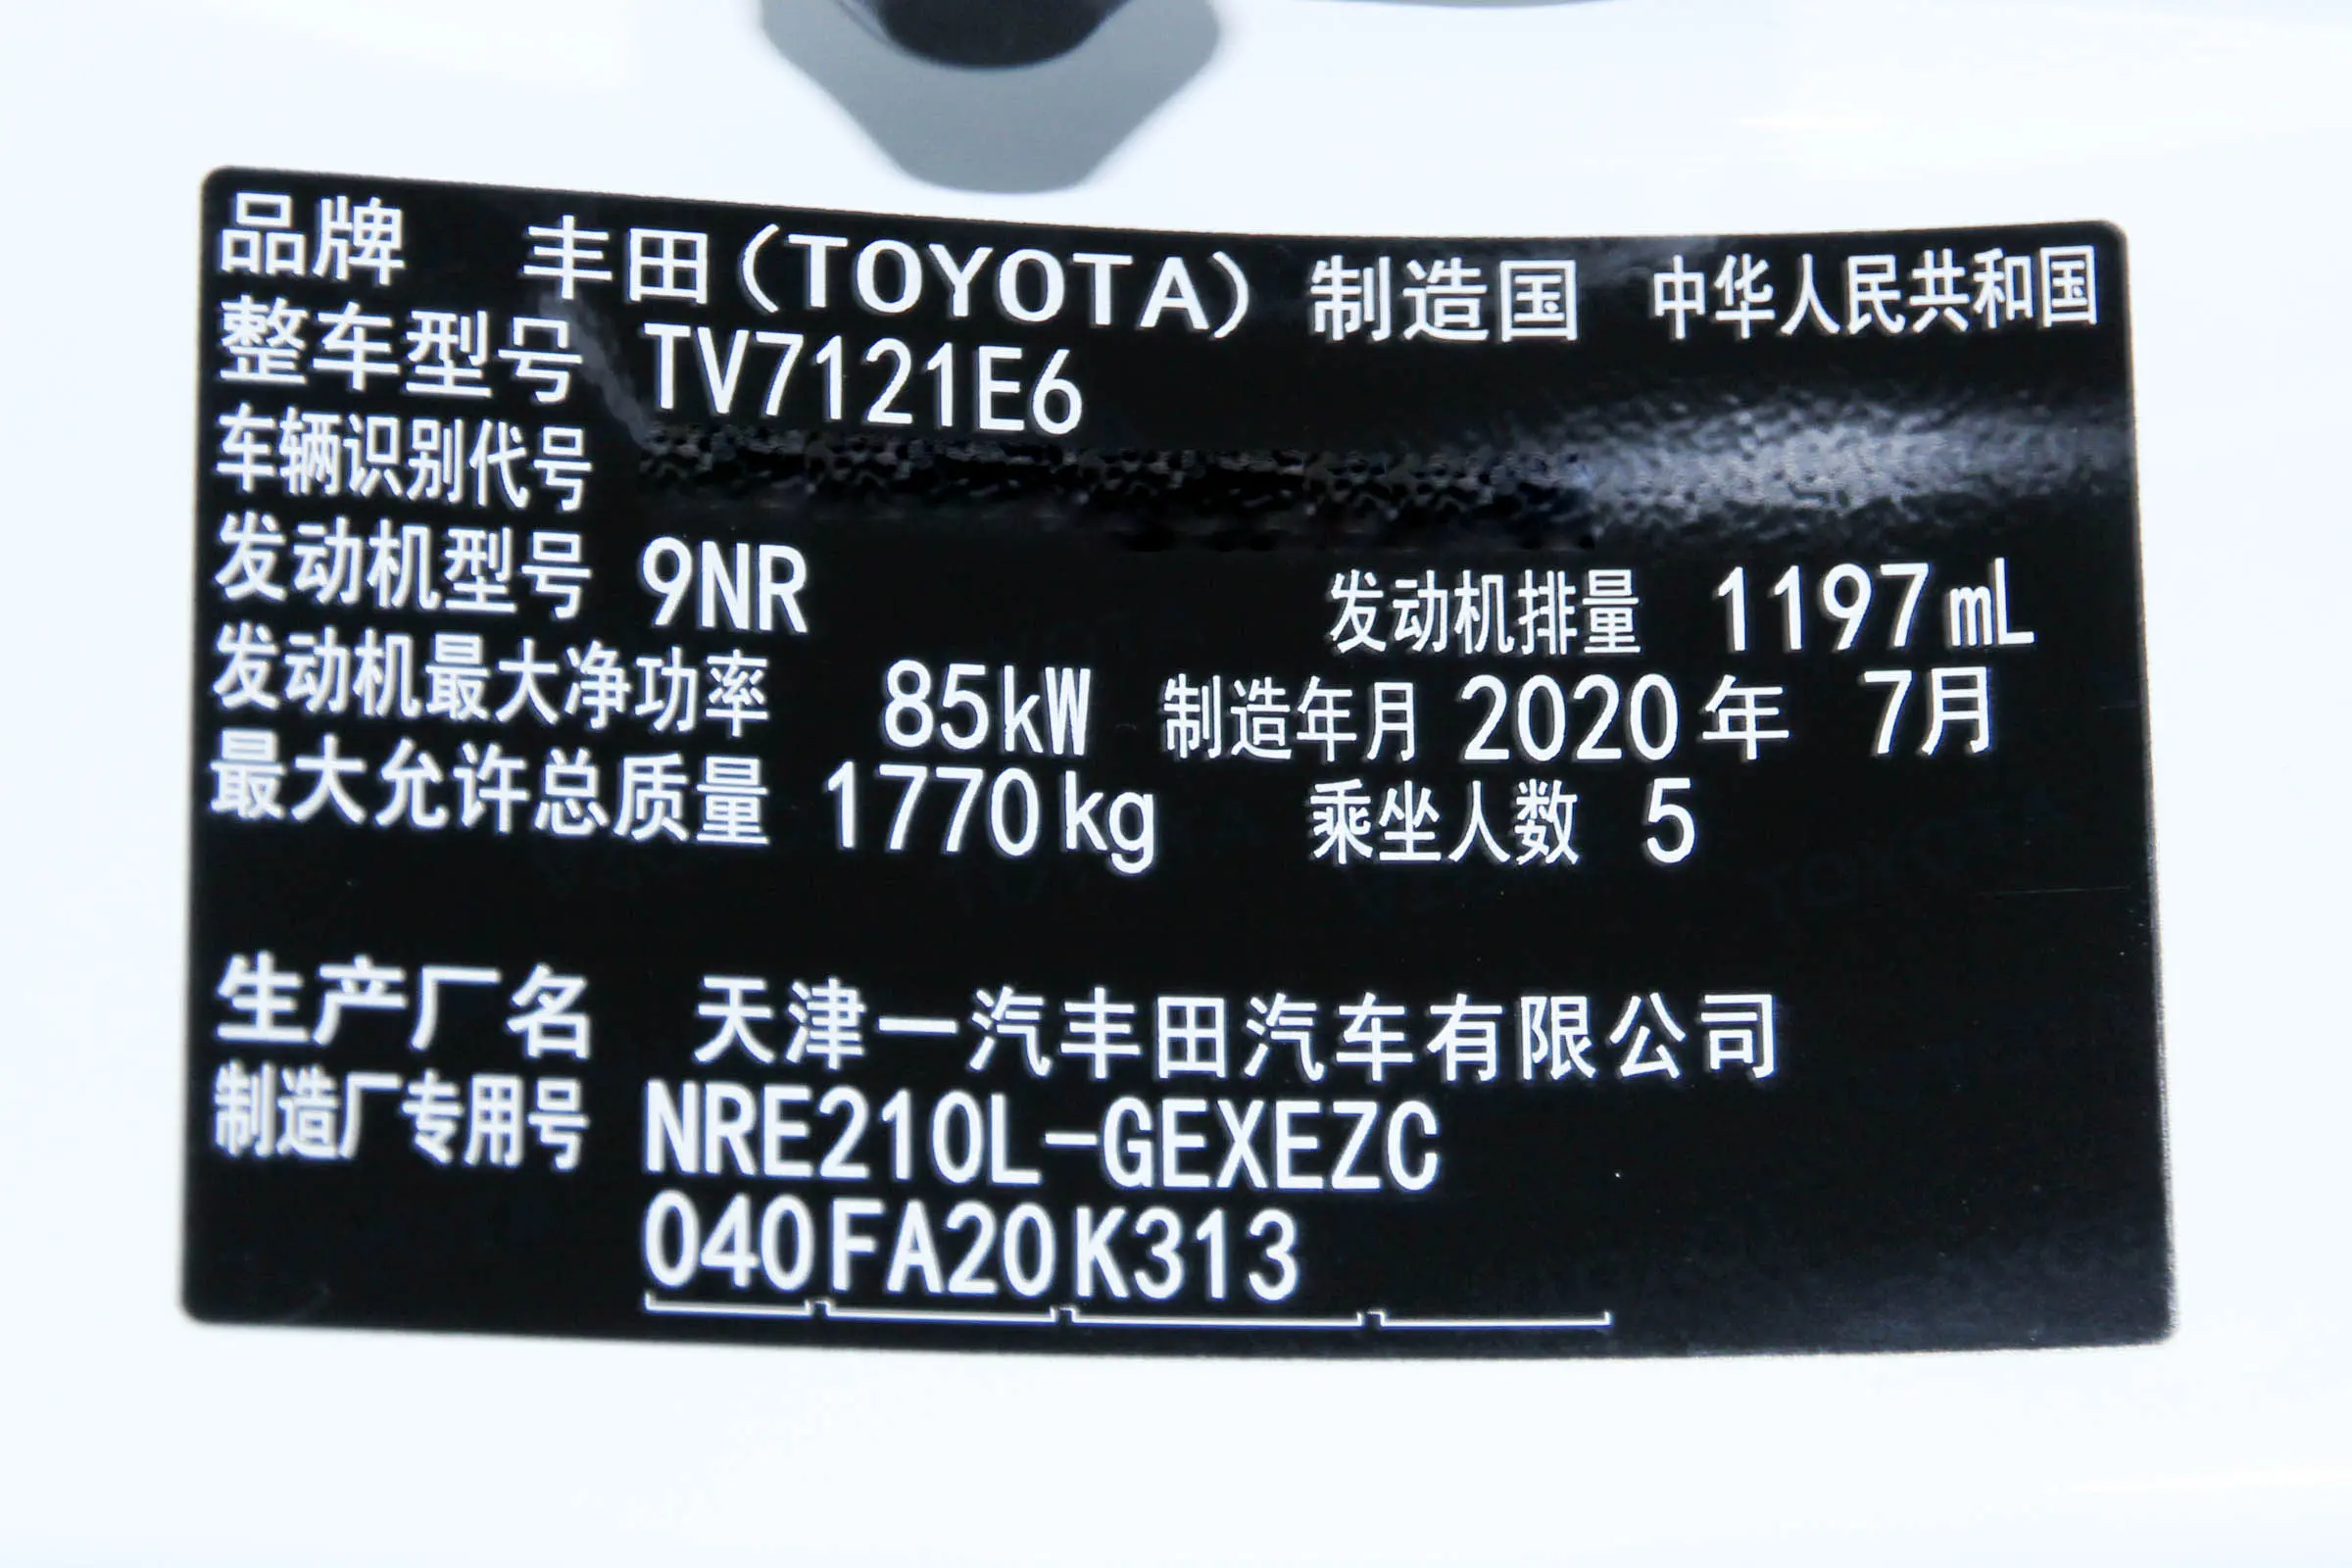 品牌 丰田(TOYOTA) 制造国 中华人民共和国
整车型号 TV7121E6
车辆识别代号
发动机型号 9NR 发动机排量 1197mL
发动机最大净功率 85kW 制造年月 2020年 7月
最大允许总质量 1770kg 乘坐人数 5
生产厂名 天津一汽丰田汽车有限公司
制造厂专用号 NRE210L-GEXEZC
040FA20K313